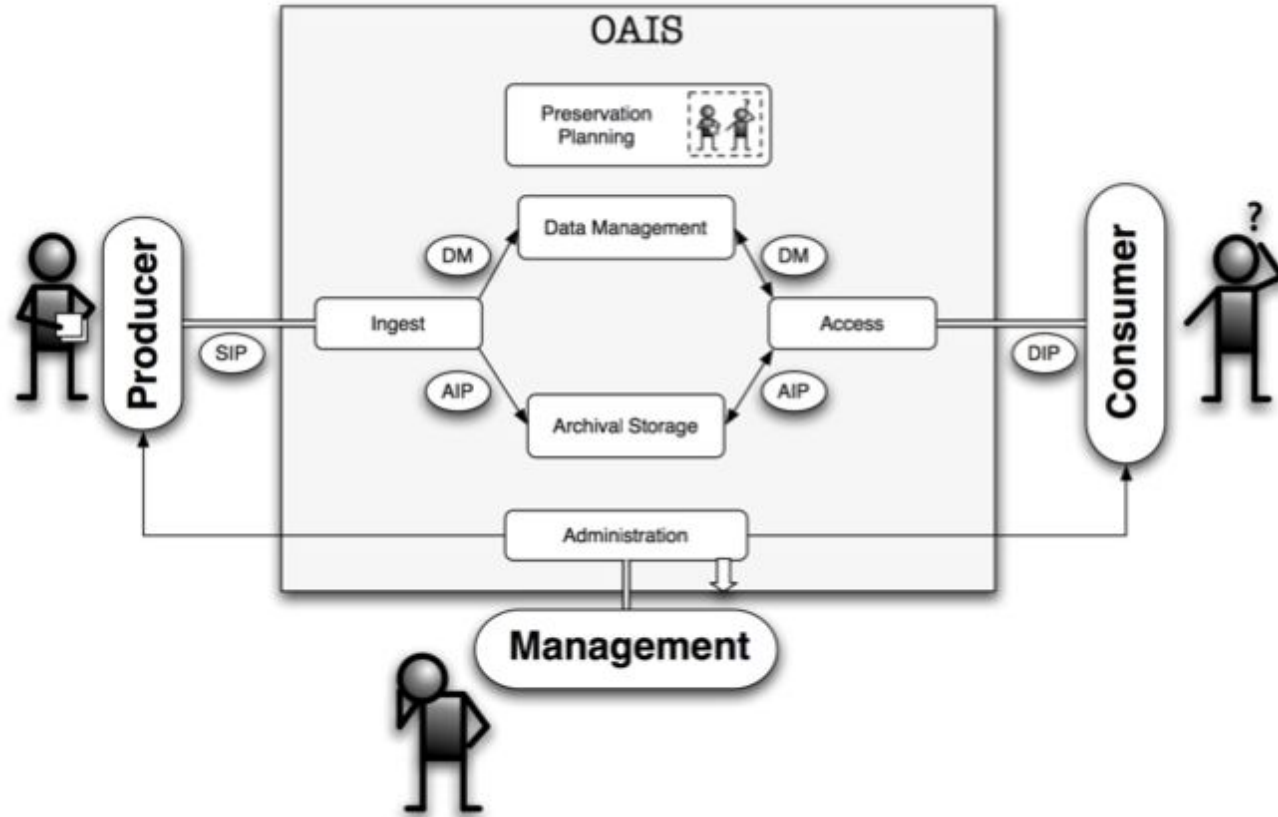 OAIS
Preservation
Planning
?
Data Management
DM
DM
Producer
SIP
Ingest
Access
DIP
Consumer
?
AIP
AIP
Archival Storage
Administration
Management